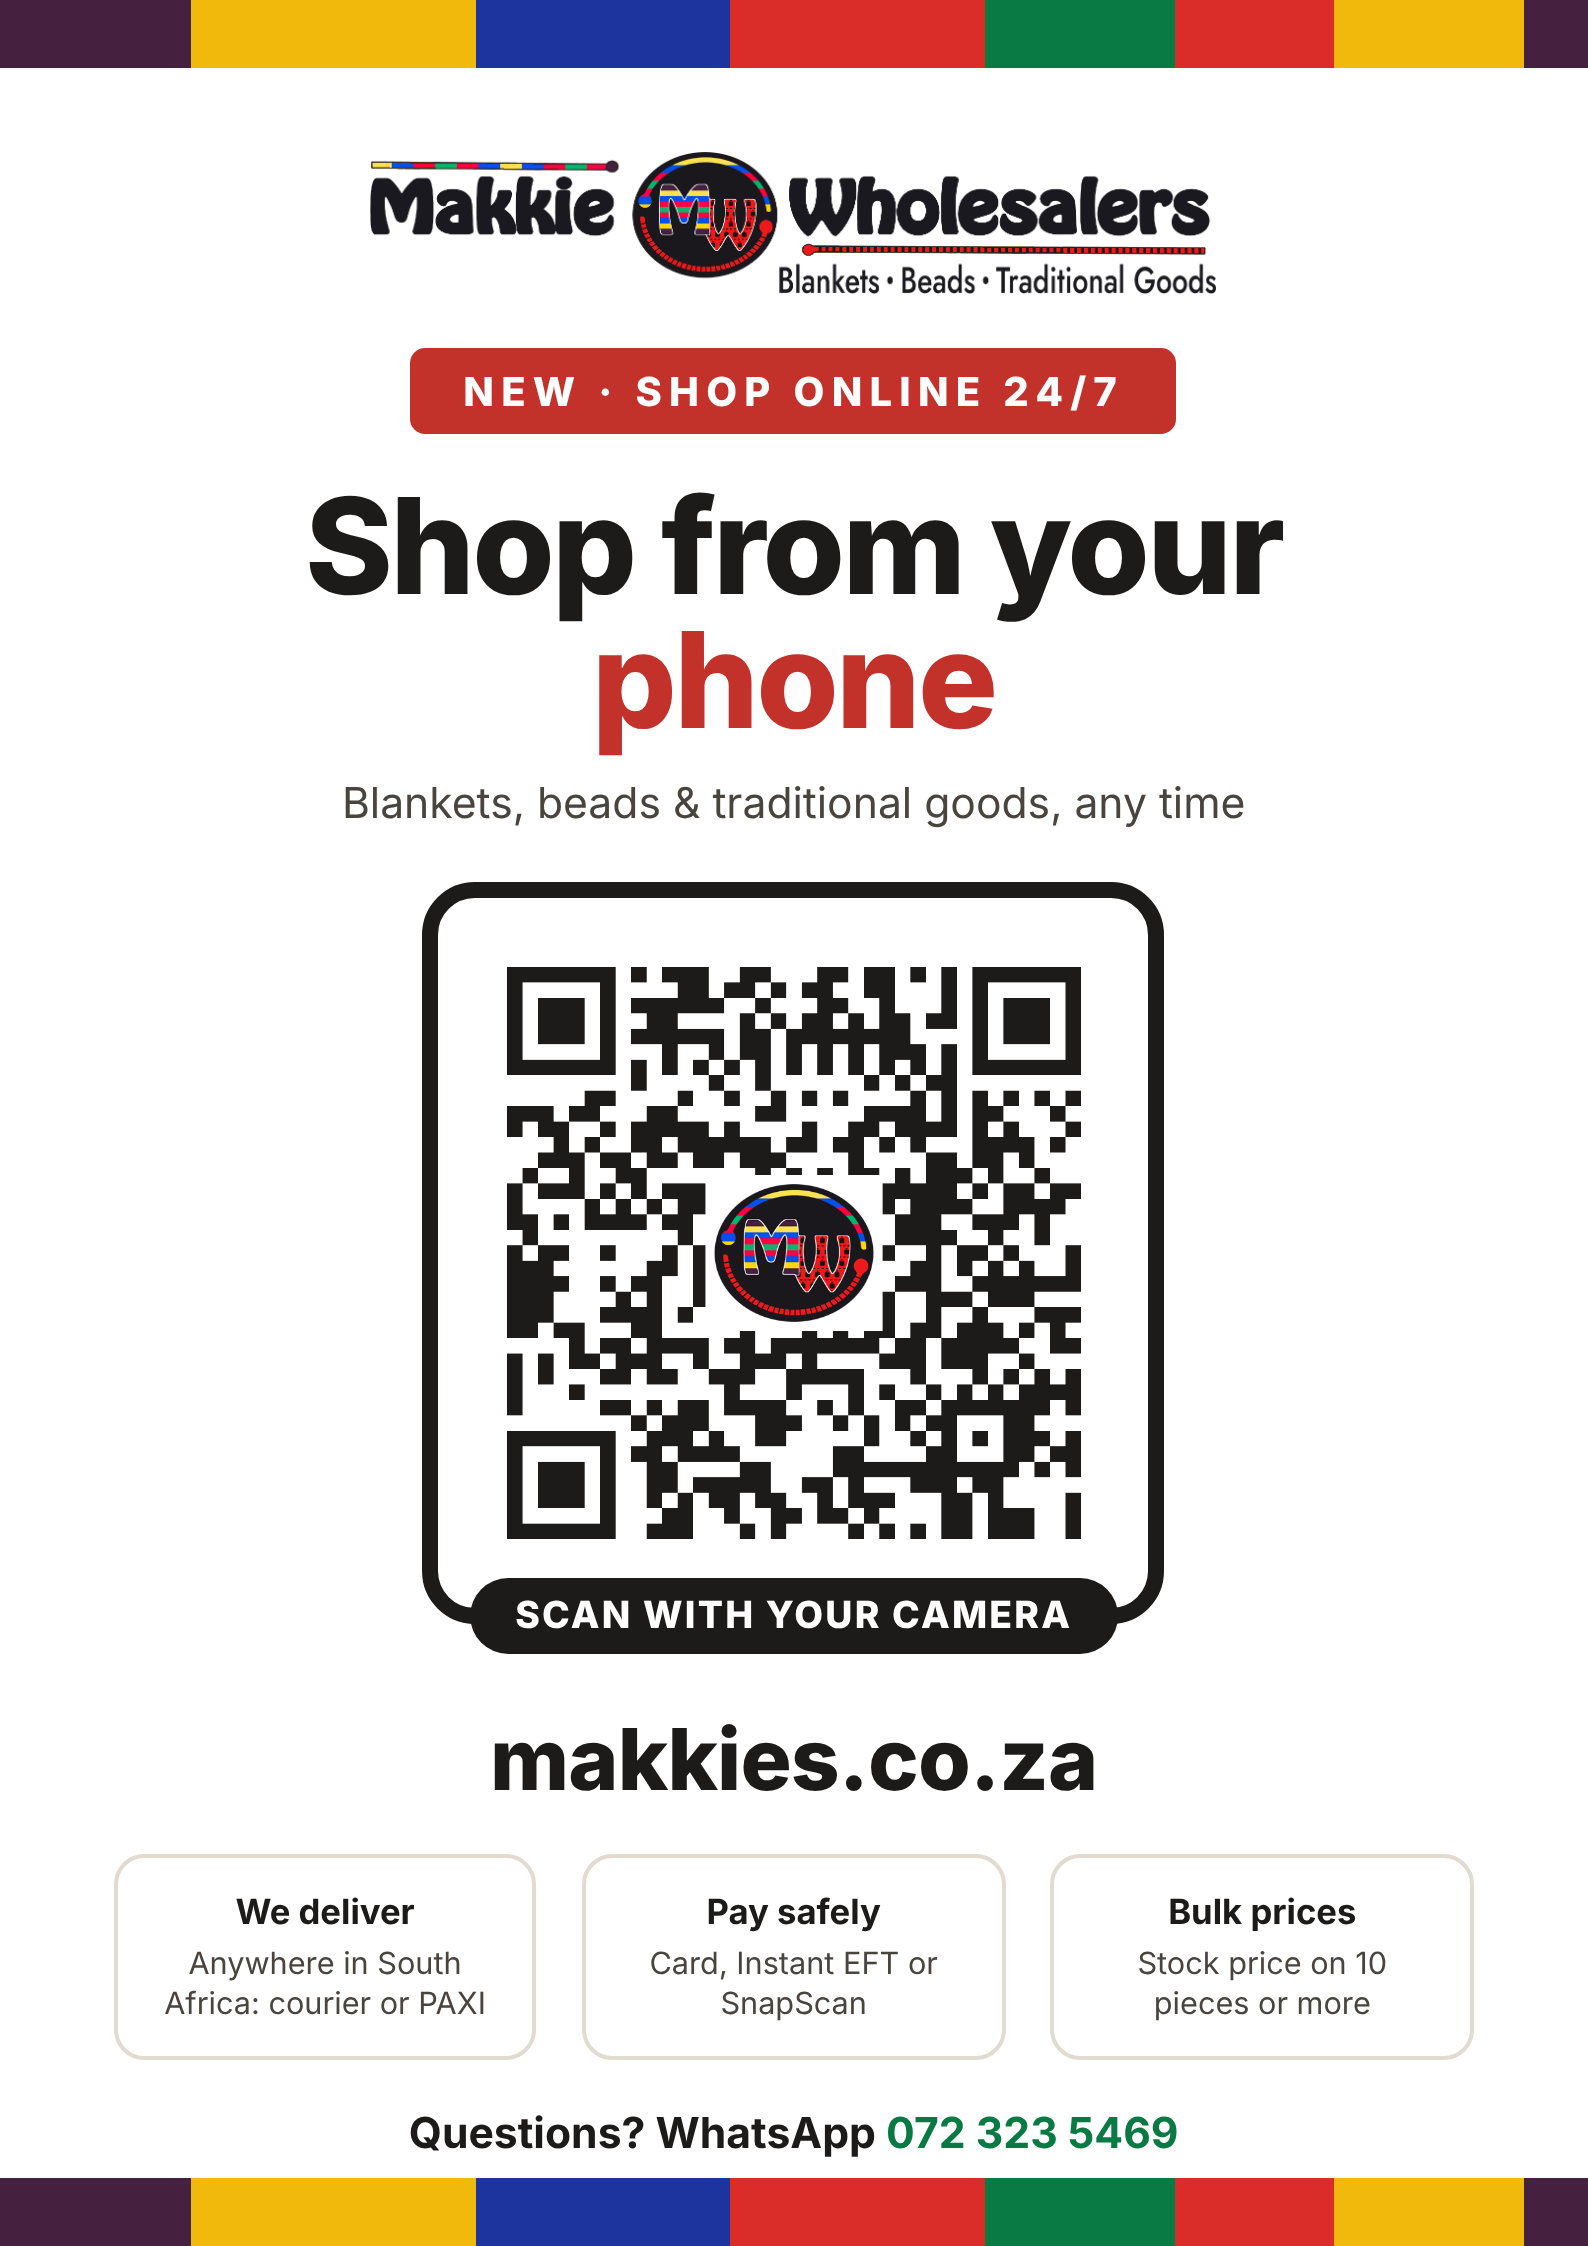 Makkie MW Wholesalers
Blankets • Beads • Traditional Goods
NEW · SHOP ONLINE 24/7
Shop from your
phone
Blankets, beads & traditional goods, any time
MW
SCAN WITH YOUR CAMERA
makkies.co.za
We deliver
Anywhere in South
Africa: courier or PAXI
Pay safely
Card, Instant EFT or
SnapScan
Bulk prices
Stock price on 10
pieces or more
Questions? WhatsApp 072 323 5469